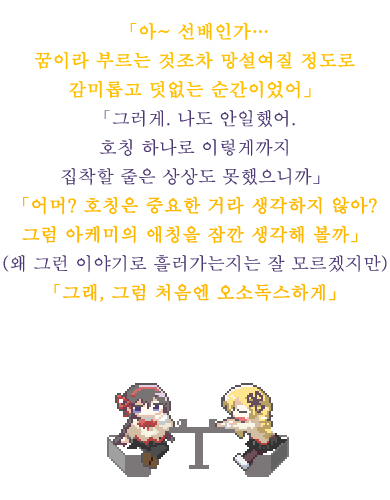 「아~ 선배인가…
꿈이라 부르는 것조차 망설여질 정도로
감미롭고 덧없는 순간이었어」
「그러게. 나도 안일했어.
호칭 하나로 이렇게까지
집착할 줄은 상상도 못했으니까」
「어머? 호칭은 중요한 거라 생각하지 않아?
그럼 아케미의 애칭을 잠깐 생각해 볼까」
(왜 그런 이야기로 흘러가는지는 잘 모르겠지만)
「그래, 그럼 처음엔 오소독스하게」